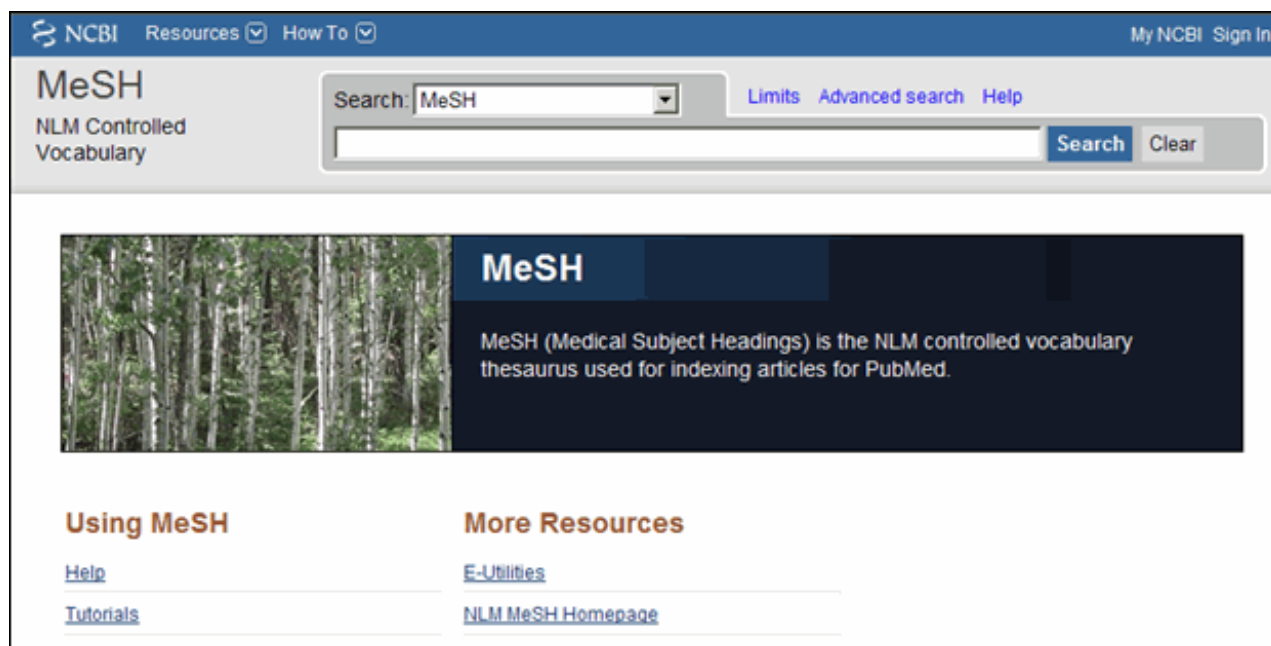 NCBI Resources How To My NCBI Sign In
MeSH
NLM Controlled
Vocabulary
Search: MeSH
Limits Advanced search Help
Search Clear
MeSH
MeSH (Medical Subject Headings) is the NLM controlled vocabulary
thesaurus used for indexing articles for PubMed.
Using MeSH
Help
Tutorials
More Resources
E-Utilities
NLM MeSH Homepage